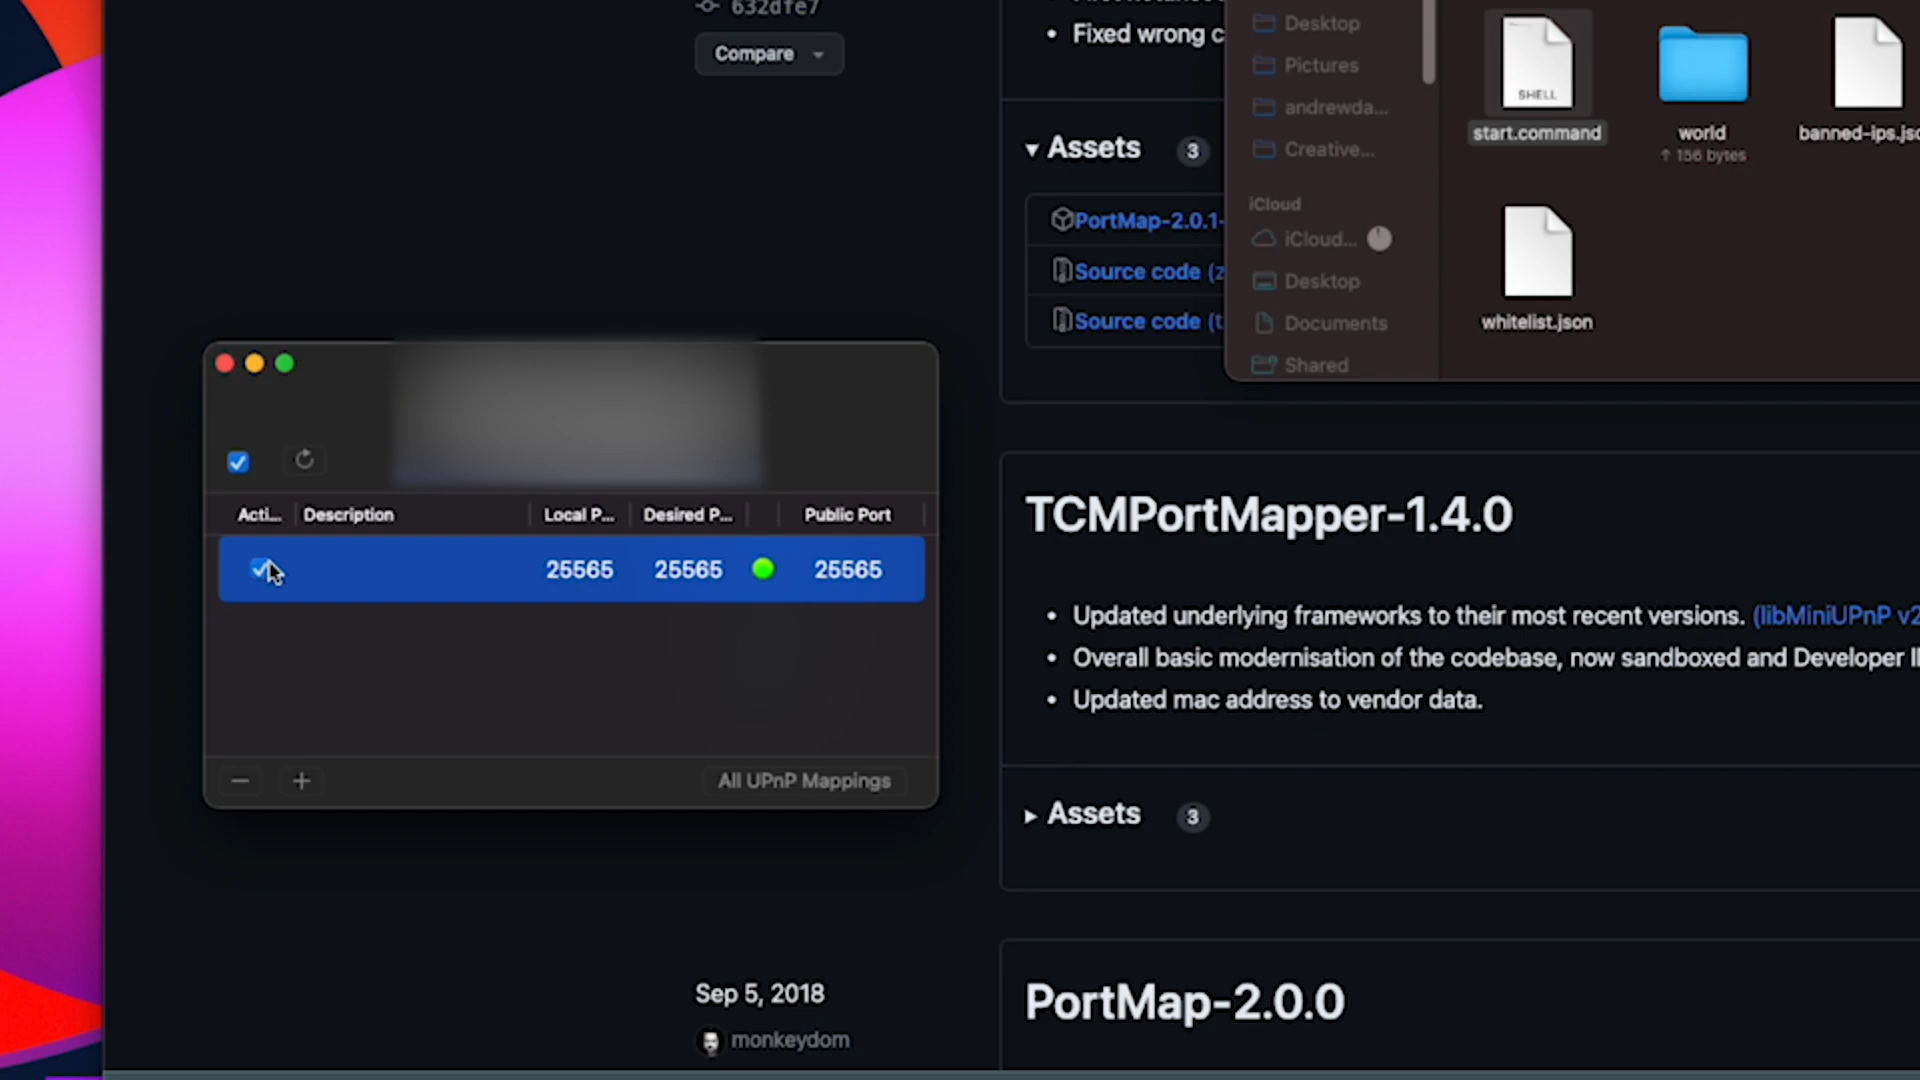 632dfe7
Compare
Fixed wrong c
Assets 3
PortMap-2.0.1-
Source code (z
Source code (t
Desktop
Pictures
andrewda...
Creative...
iCloud
iCloud...
Desktop
Documents
Shared
SHELL
start.command
world
↑ 156 bytes
banned-ips.jsc
whitelist.json
Acti... Description Local P... Desired P... Public Port
25565 25565 25565
All UPnP Mappings
TCMPortMapper-1.4.0
Updated underlying frameworks to their most recent versions. (libMiniUPnP v2
Overall basic modernisation of the codebase, now sandboxed and Developer I
Updated mac address to vendor data.
Assets 3
Sep 5, 2018
monkeydom
PortMap-2.0.0